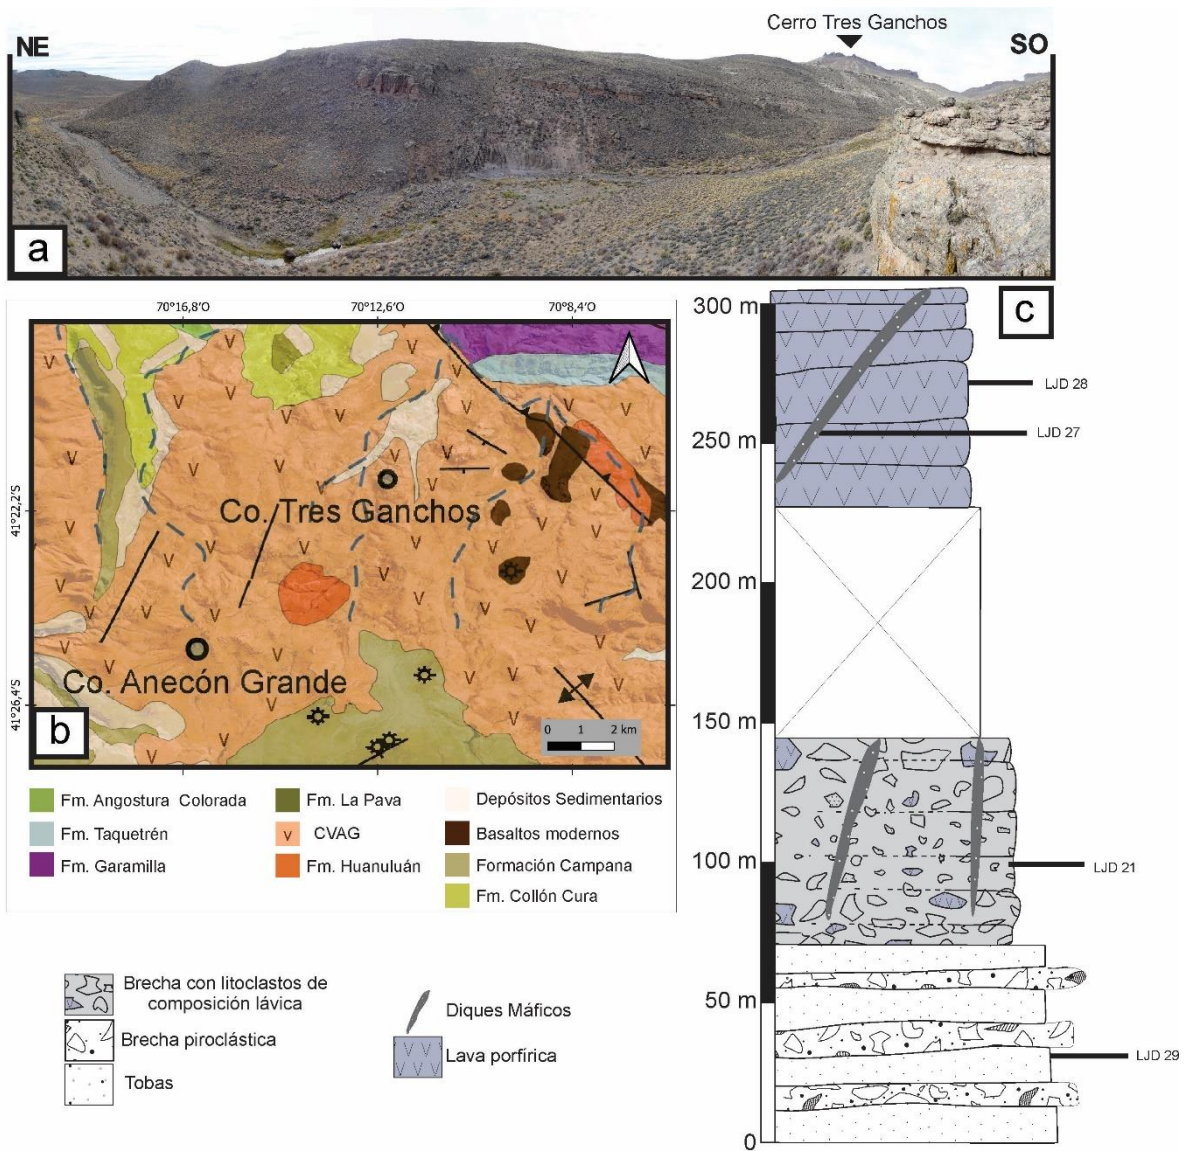 Cerro Tres Ganchos
NE
SO
a
70°16,8'O
70°12,6'O
70°8,4'O
41°22,2'S
41°26,4'S
Co. Tres Ganchos
Co. Anecón Grande
b
0 1 2 km
Fm. Angostura Colorada
Fm. Taquetrén
Fm. Garamilla
Fm. La Pava
V CVAG
Fm. Huanuluán
Depósitos Sedimentarios
Basaltos modernos
Formación Campana
Fm. Collón Cura
Brecha con litoclastos de
composición lávica
Brecha piroclástica
Tobas
Diques Máficos
Lava porfírica
c
300 m
LJD 28
250 m
LJD 27
200 m
150 m
100 m
LJD 21
50 m
LJD 29
0